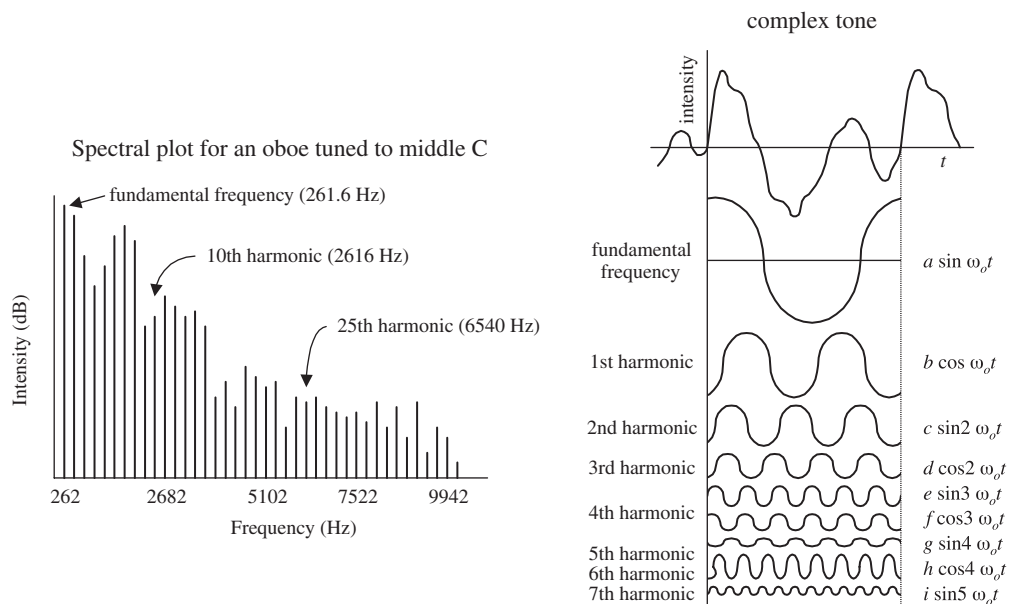 Spectral plot for an oboe tuned to middle C
fundamental frequency (261.6 Hz)
10th harmonic (2616 Hz)
25th harmonic (6540 Hz)
Intensity (dB)
262 2682 5102 7522 9942
Frequency (Hz)
complex tone
intensity
t
fundamental
frequency
a sin ωₒt
1st harmonic
b cos ωₒt
2nd harmonic
c sin2 ωₒt
3rd harmonic
d cos2 ωₒt
e sin3 ωₒt
4th harmonic
f cos3 ωₒt
g sin4 ωₒt
5th harmonic
6th harmonic
h cos4 ωₒt
7th harmonic
i sin5 ωₒt